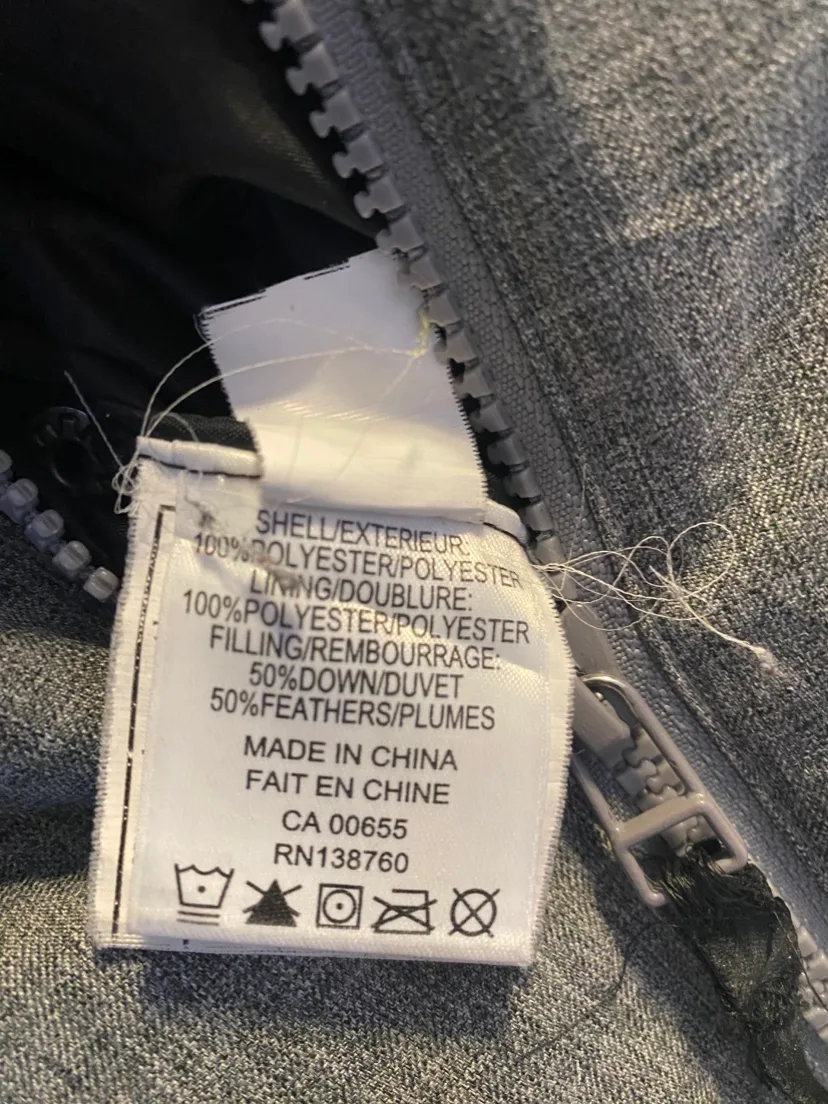 SHELL/EXTERIEUR:
100%POLYESTER/POLYESTER
LINING/DOUBLURE:
100%POLYESTER/POLYESTER
FILLING/REMBOURRAGE:
50%DOWN/DUVET
50%FEATHERS/PLUMES
MADE IN CHINA
FAIT EN CHINE
CA 00655
RN138760